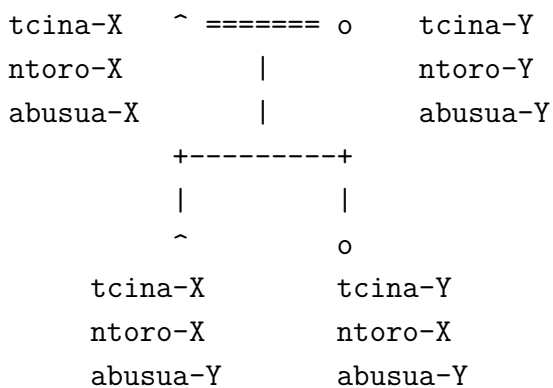 tcina-X ^ ======= o tcina-Y
ntoro-X | ntoro-Y
abusua-X | abusua-Y
+---------+
| |
^ o
tcina-X tcina-Y
ntoro-X ntoro-X
abusua-Y abusua-Y